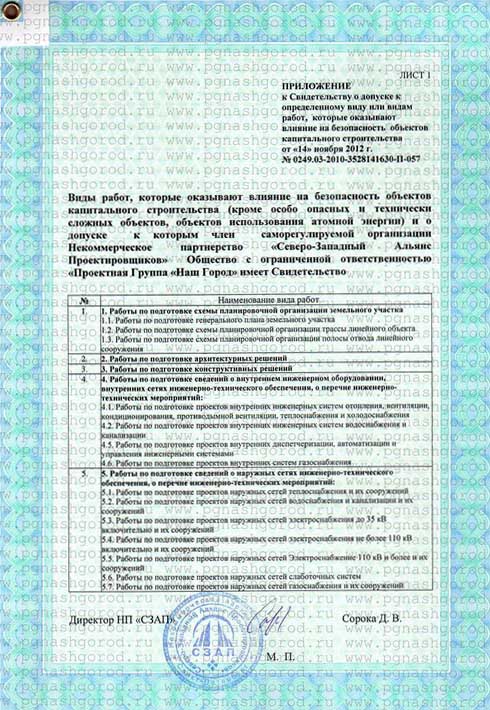 ЛИСТ 1
ПРИЛОЖЕНИЕ
к Свидетельству о допуске к
определенному виду или видам
работ, которые оказывают
влияние на безопасность объектов
капитального строительства
от «14» ноября 2012 г.
№ 0249.03-2010-3528141630-П-057
Виды работ, которые оказывают влияние на безопасность объектов
капитального строительства (кроме особо опасных и технически
сложных объектов, объектов использования атомной энергии) и о
допуске к которым член саморегулируемой организации
Некоммерческое партнерство «Северо-Западный Альянс
Проектировщиков» Общество с ограниченной ответственностью
«Проектная Группа «Наш Город» имеет Свидетельство
№ Наименование вида работ
1. 1. Работы по подготовке схемы планировочной организации земельного участка
1.1. Работы по подготовке генерального плана земельного участка
1.2. Работы по подготовке схемы планировочной организации трассы линейного объекта
1.3. Работы по подготовке схемы планировочной организации полосы отвода линейного
сооружения
2. 2. Работы по подготовке архитектурных решений
3. 3. Работы по подготовке конструктивных решений
4. 4. Работы по подготовке сведений о внутреннем инженерном оборудовании,
внутренних сетях инженерно-технического обеспечения, о перечне инженерно-
технических мероприятий:
4.1. Работы по подготовке проектов внутренних инженерных систем отопления, вентиляции,
кондиционирования, противодымной вентиляции, теплоснабжения и холодоснабжения
4.2. Работы по подготовке проектов внутренних инженерных систем водоснабжения и
канализации
4.5. Работы по подготовке проектов внутренних диспетчеризации, автоматизации и
управления инженерными системами
4.6. Работы по подготовке проектов внутренних систем газоснабжения
5. 5. Работы по подготовке сведений о наружных сетях инженерно-технического
обеспечения, о перечне инженерно-технических мероприятий:
5.1. Работы по подготовке проектов наружных сетей теплоснабжения и их сооружений
5.2. Работы по подготовке проектов наружных сетей водоснабжения и канализации и их
сооружений
5.3. Работы по подготовке проектов наружных сетей электроснабжения до 35 кВ
включительно и их сооружений
5.4. Работы по подготовке проектов наружных сетей электроснабжения не более 110 кВ
включительно и их сооружений
5.5. Работы по подготовке проектов наружных сетей Электроснабжение 110 кВ и более и их
сооружений
5.6. Работы по подготовке проектов наружных сетей слаботочных систем
5.7. Работы по подготовке проектов наружных сетей газоснабжения и их сооружений
Директор НП «СЗАП» Сорока Д. В.
СЗАП
М. П.
www.pgnashgorod.ru